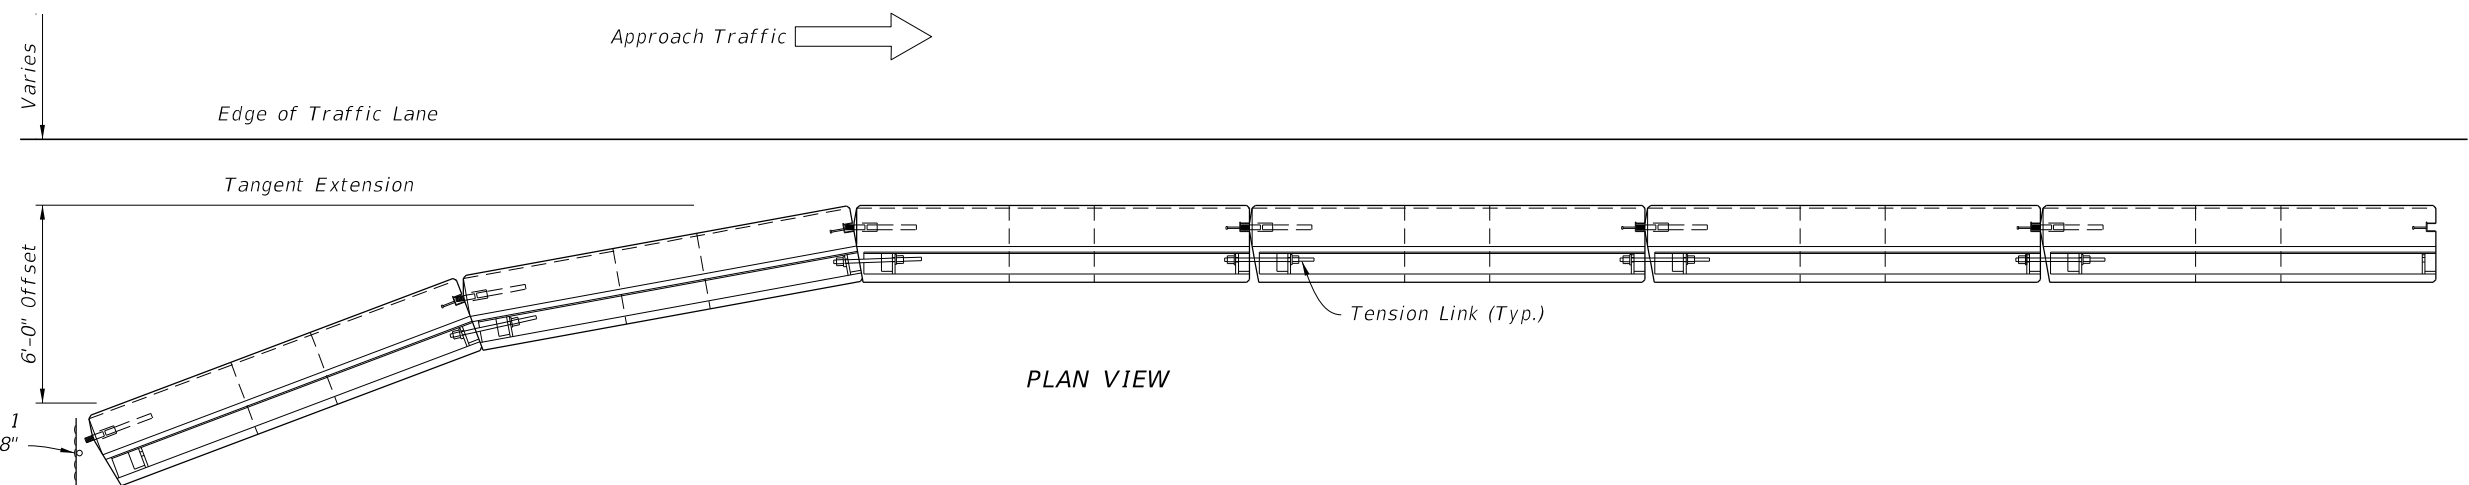 Approach Traffic
Varies
Edge of Traffic Lane
Tangent Extension
6'-0" Offset
Tension Link (Typ.)
PLAN VIEW
1
8"